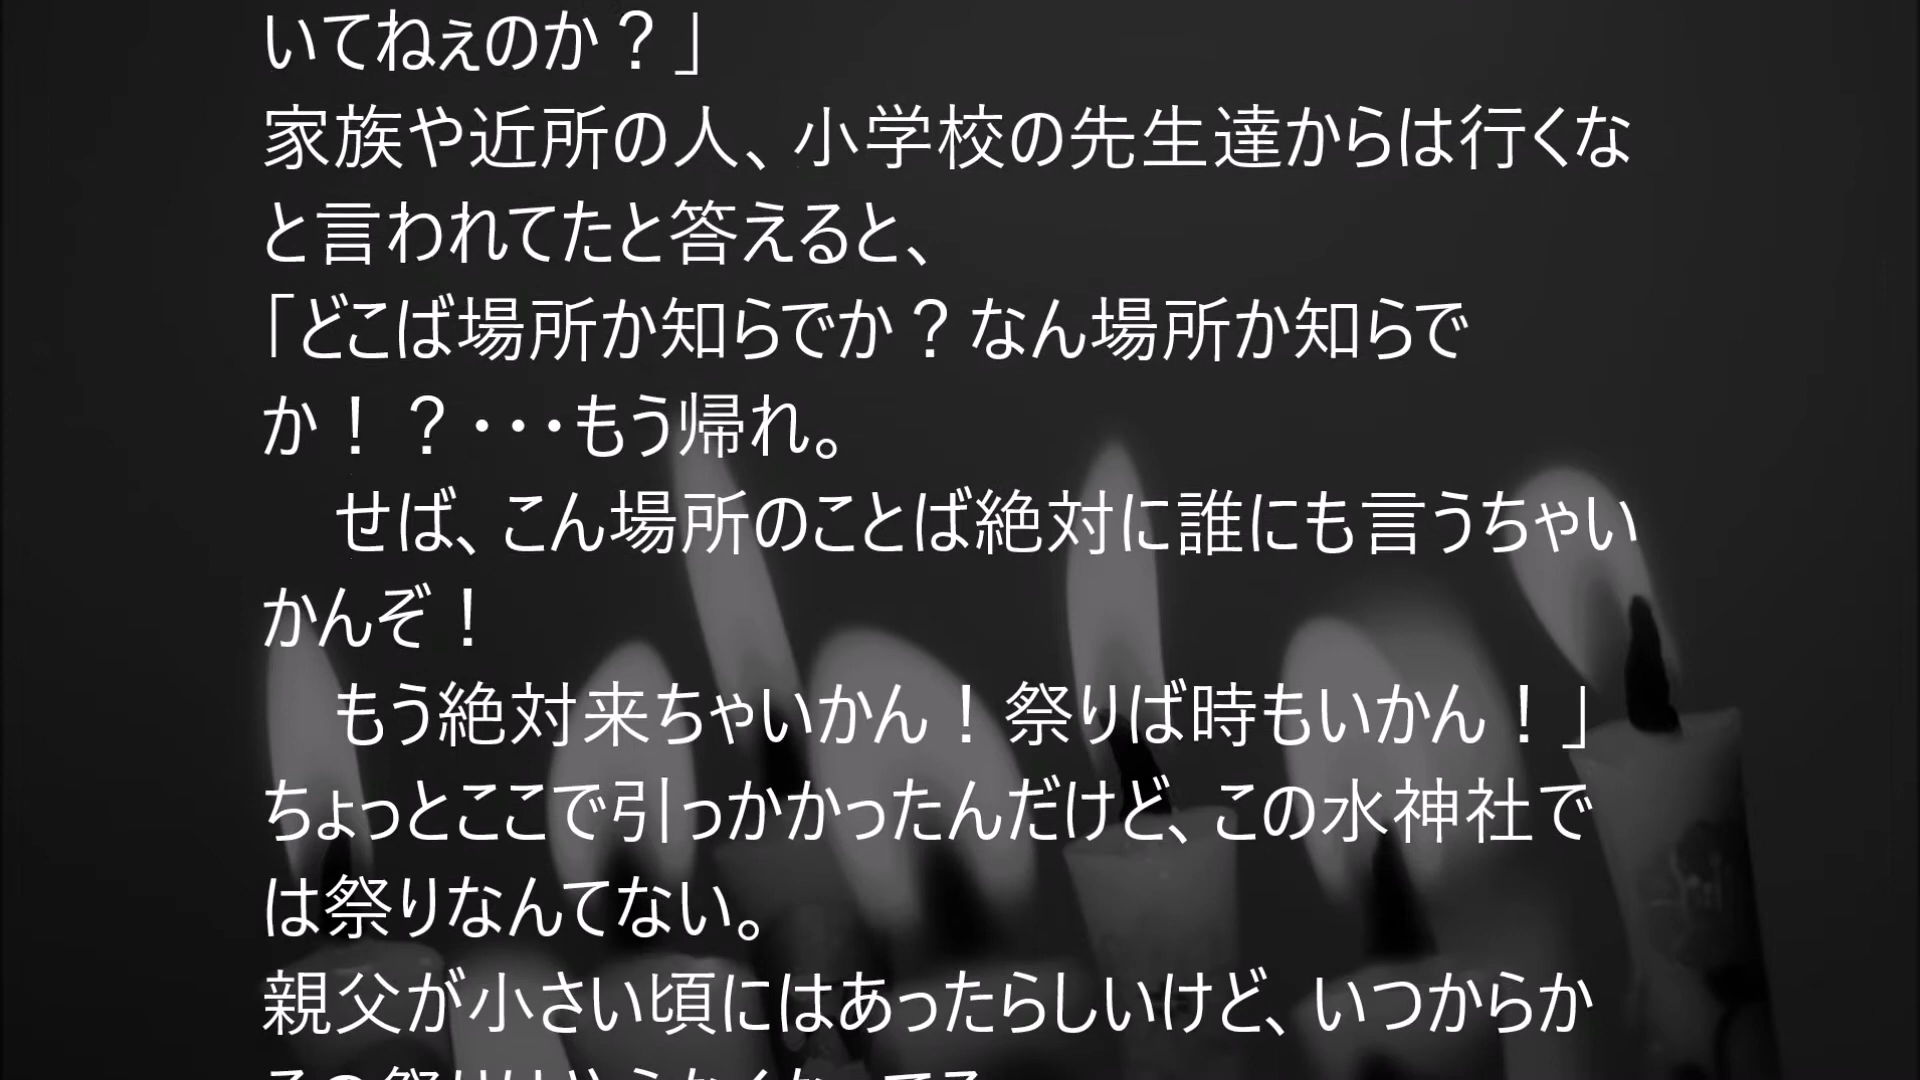 いてねぇのか？」
家族や近所の人、小学校の先生達からは行くな
と言われてたと答えると、
「どこば場所か知らでか？なん場所か知らで
か！？・・・もう帰れ。
　せば、こん場所のことば絶対に誰にも言うちゃい
かんぞ！
　もう絶対来ちゃいかん！祭りば時もいかん！」
ちょっとここで引っかかったんだけど、この水神社で
は祭りなんてない。
親父が小さい頃にはあったらしいけど、いつからか